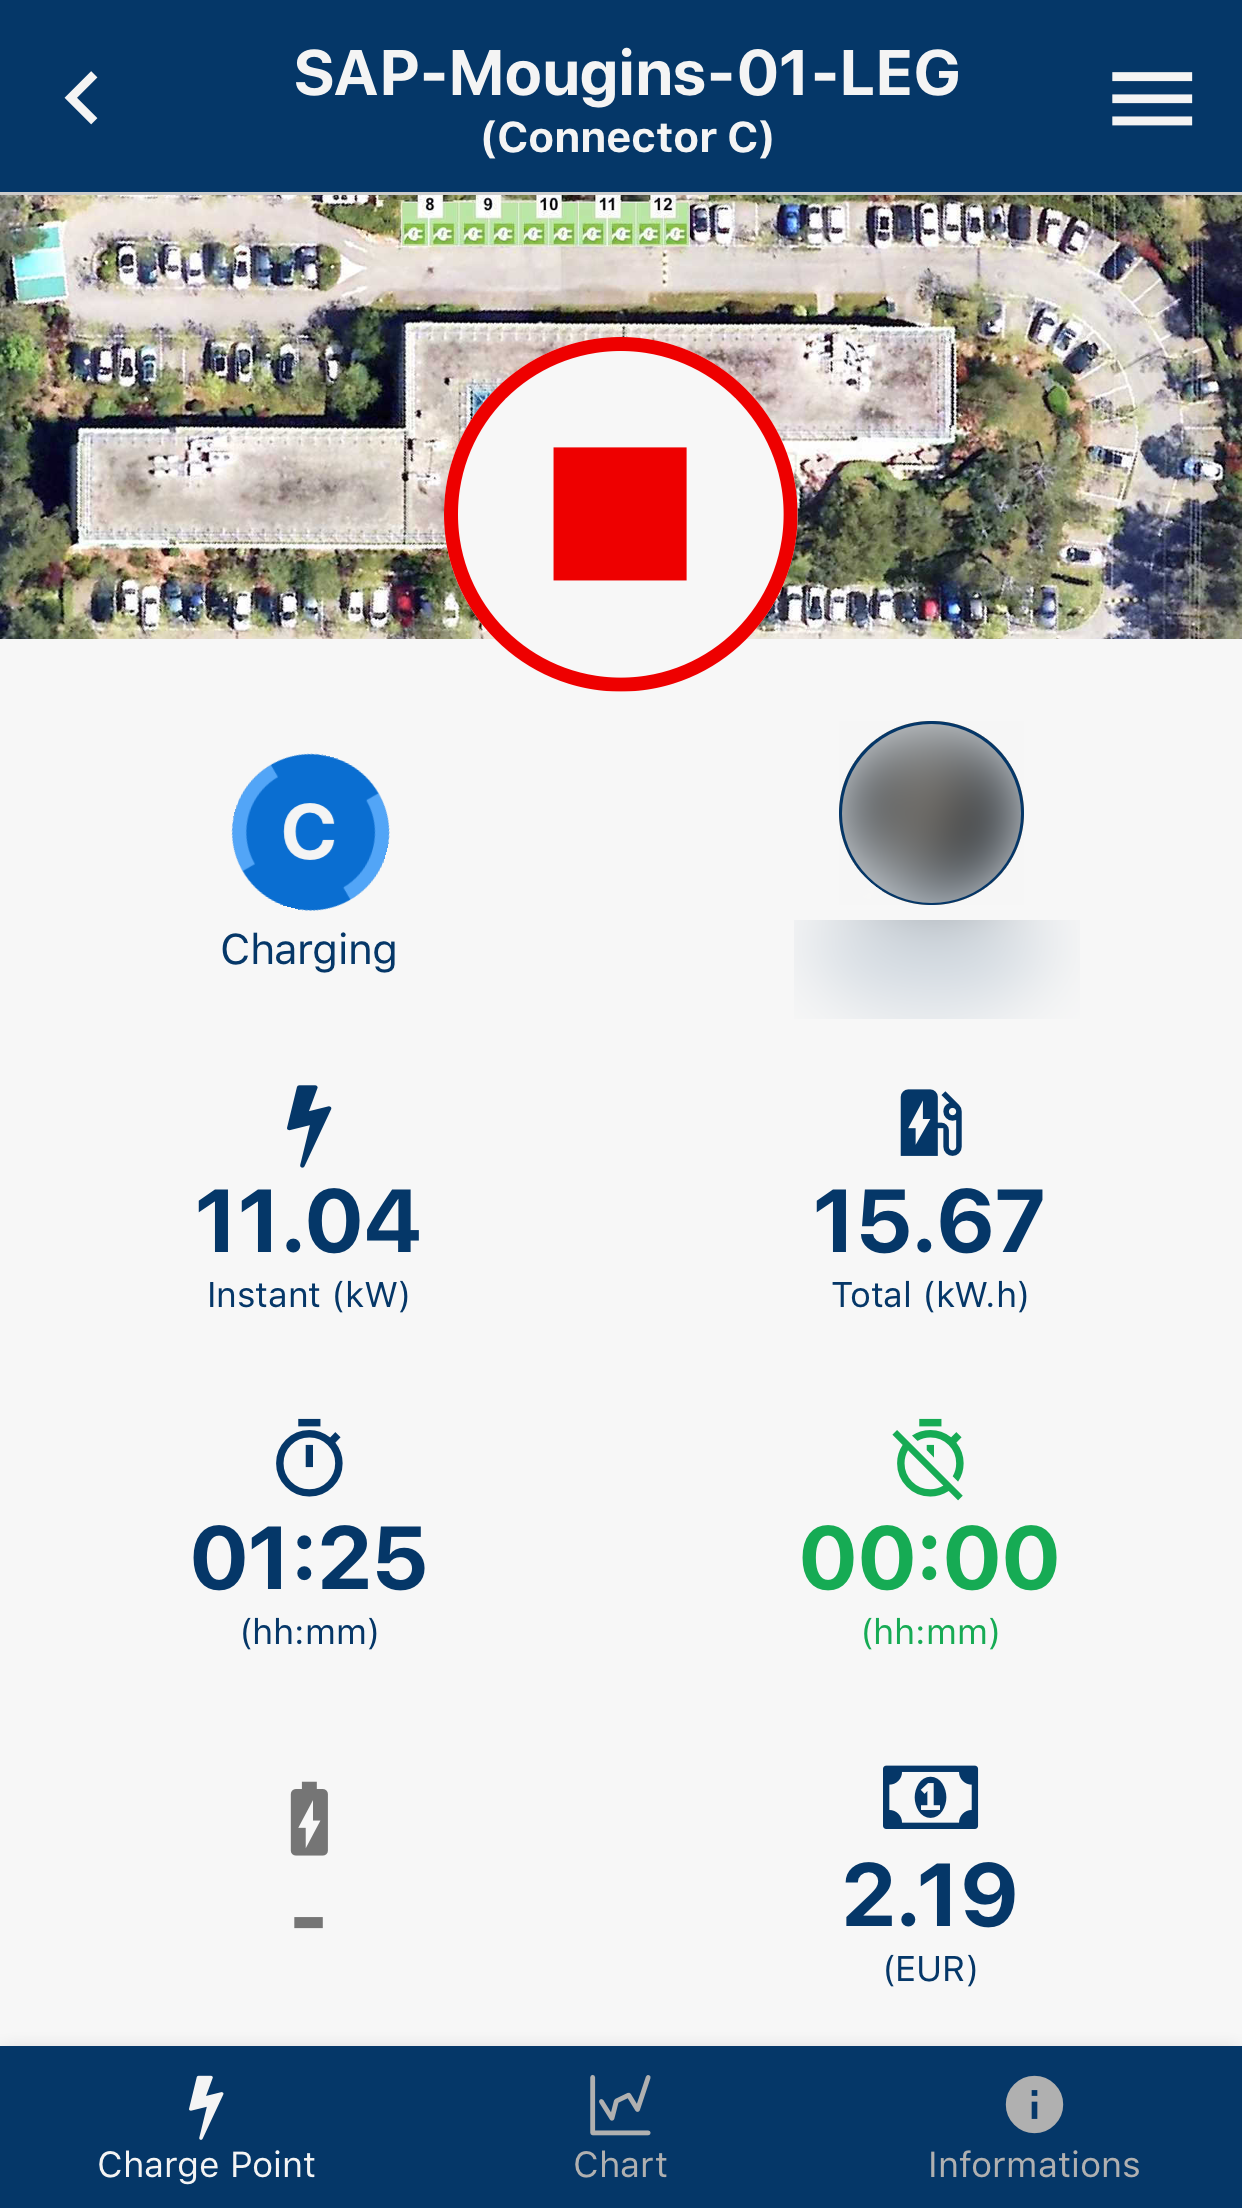 SAP-Mougins-01-LEG
(Connector C)
8 9 10 11 12
C
Charging
11.04
Instant (kW)
15.67
Total (kW.h)
01:25
(hh:mm)
00:00
(hh:mm)
-
1
2.19
(EUR)
Charge Point
Chart
Informations